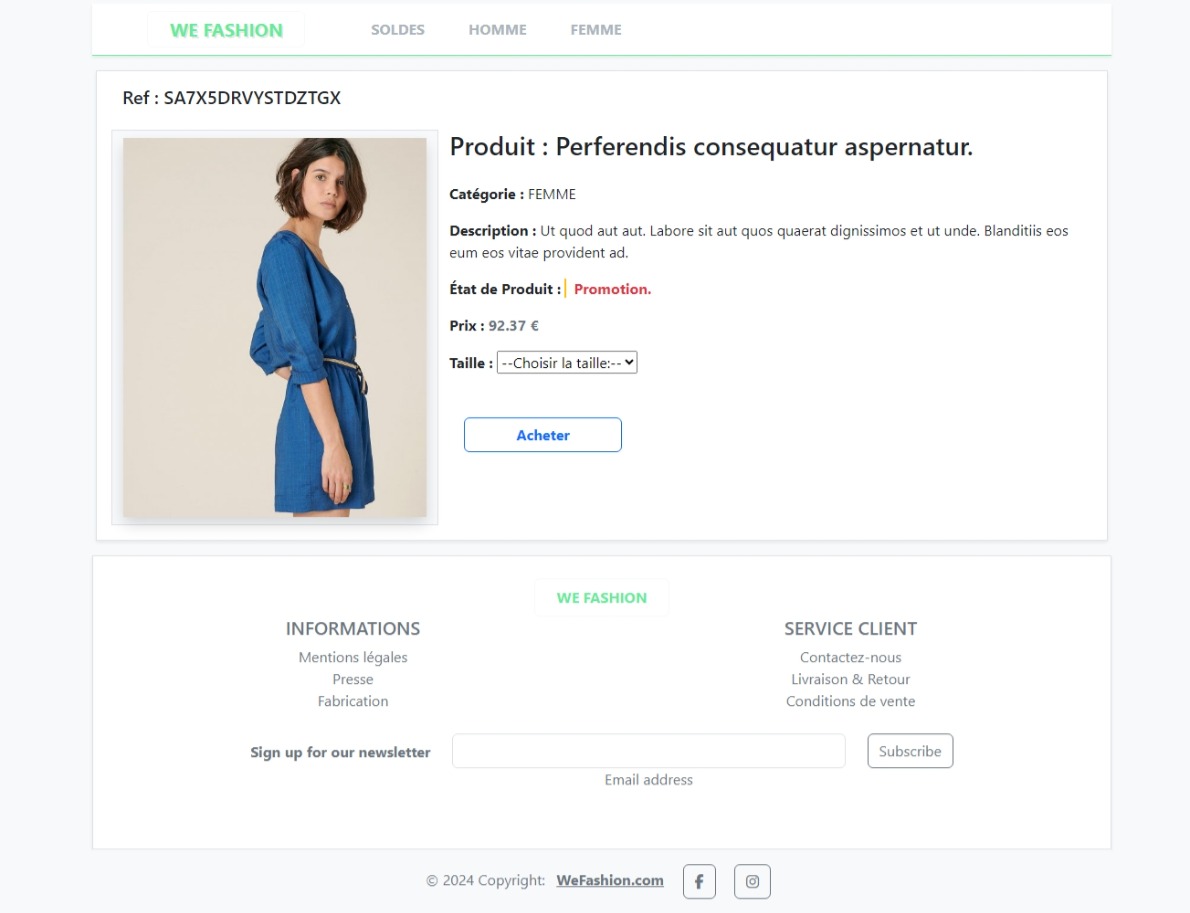 WE FASHION SOLDES HOMME FEMME
Ref : SA7X5DRVYSTDZTGX
Produit : Perferendis consequatur aspernatur.
Catégorie : FEMME
Description : Ut quod aut aut. Labore sit aut quos quaerat dignissimos et ut unde. Blanditiis eos
eum eos vitae provident ad.
État de Produit : Promotion.
Prix : 92.37 €
Taille : --Choisir la taille:--
Acheter
WE FASHION
INFORMATIONS
Mentions légales
Presse
Fabrication
SERVICE CLIENT
Contactez-nous
Livraison & Retour
Conditions de vente
Sign up for our newsletter
Email address
Subscribe
© 2024 Copyright: WeFashion.com